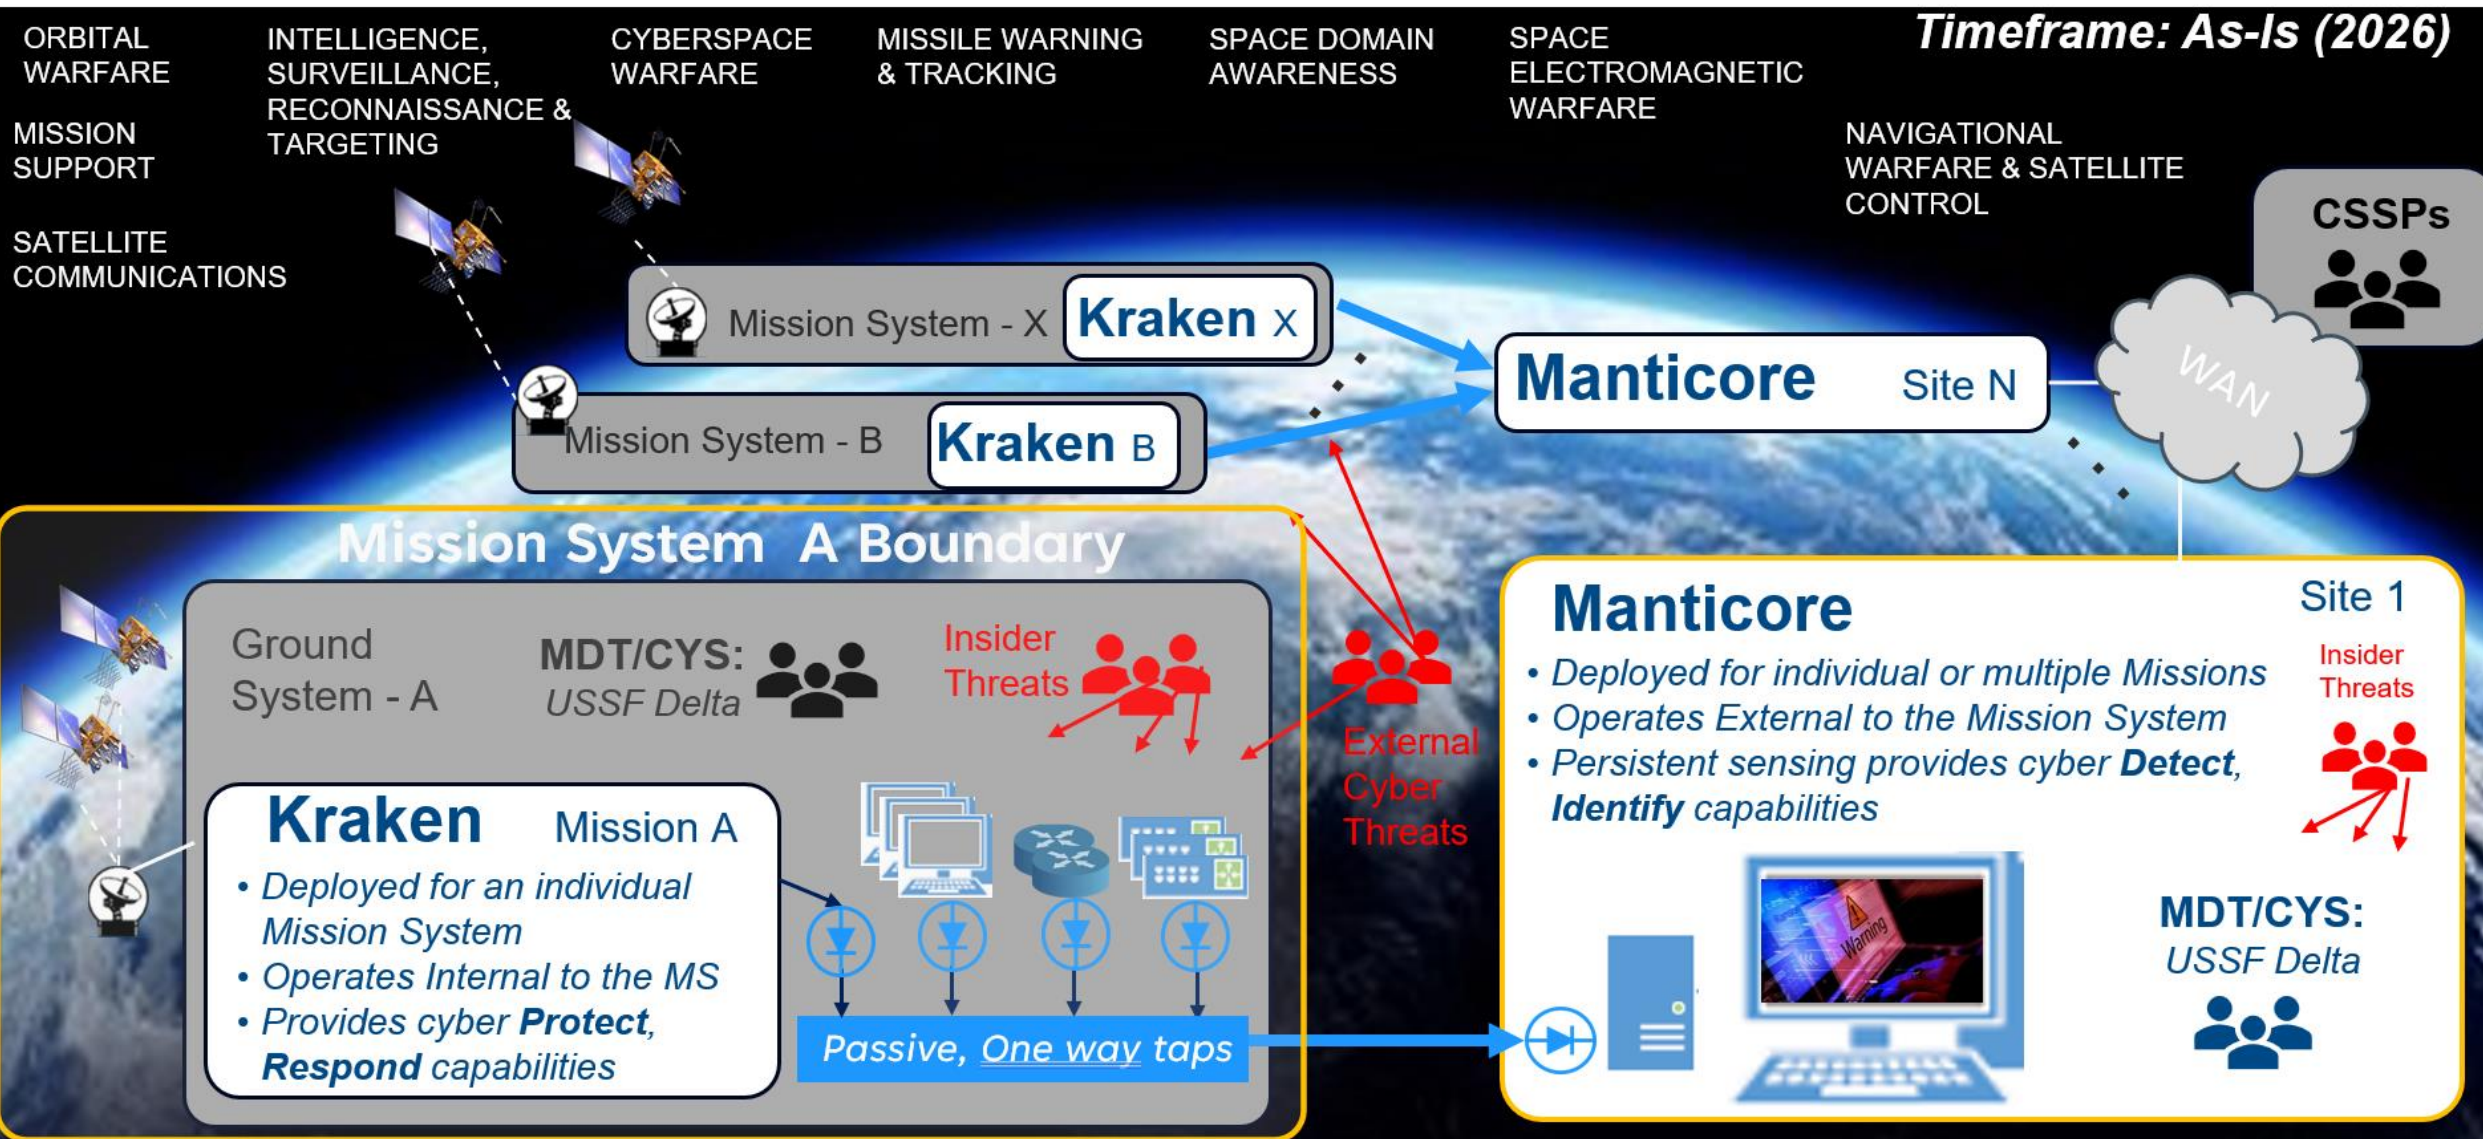 Timeframe: As-Is (2026)
ORBITAL
WARFARE
INTELLIGENCE,
SURVEILLANCE,
RECONNAISSANCE &
TARGETING
CYBERSPACE
WARFARE
MISSILE WARNING
& TRACKING
SPACE DOMAIN
AWARENESS
SPACE
ELECTROMAGNETIC
WARFARE
MISSION
SUPPORT
NAVIGATIONAL
WARFARE & SATELLITE
CONTROL
SATELLITE
COMMUNICATIONS
CSSPs
WAN
Mission System - X
Kraken X
Mission System - B
Kraken B
Manticore Site N
Mission System A Boundary
Ground
System - A
MDT/CYS:
USSF Delta
Insider
Threats
External
Cyber
Threats
Kraken Mission A
• Deployed for an individual
Mission System
• Operates Internal to the MS
• Provides cyber Protect,
Respond capabilities
Passive, One way taps
Manticore Site 1
• Deployed for individual or multiple Missions
• Operates External to the Mission System
• Persistent sensing provides cyber Detect,
Identify capabilities
Insider
Threats
Warning
MDT/CYS:
USSF Delta